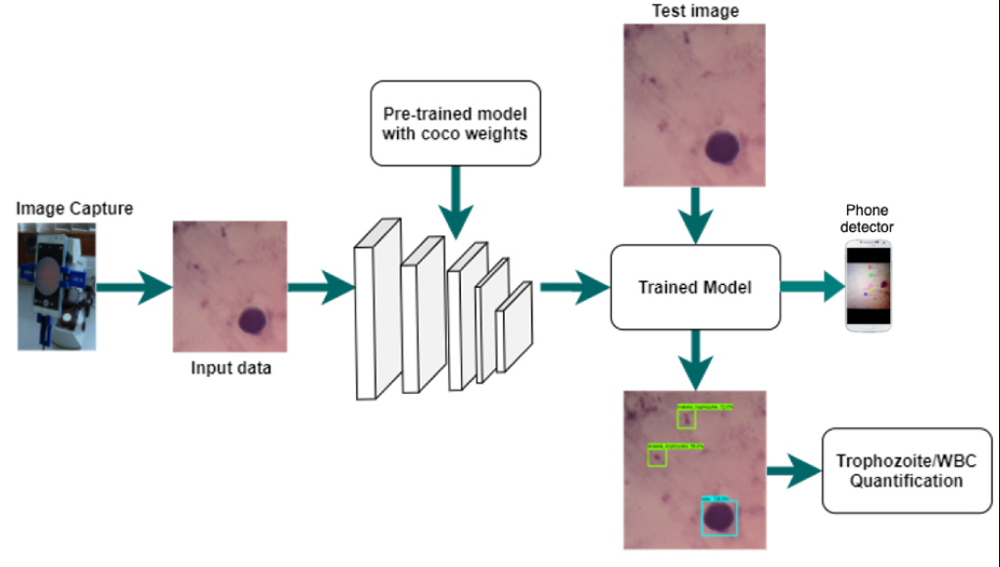 Test image
Pre-trained model
with coco weights
Image Capture
Phone
detector
Trained Model
Input data
Trophozoite/WBC
Quantification